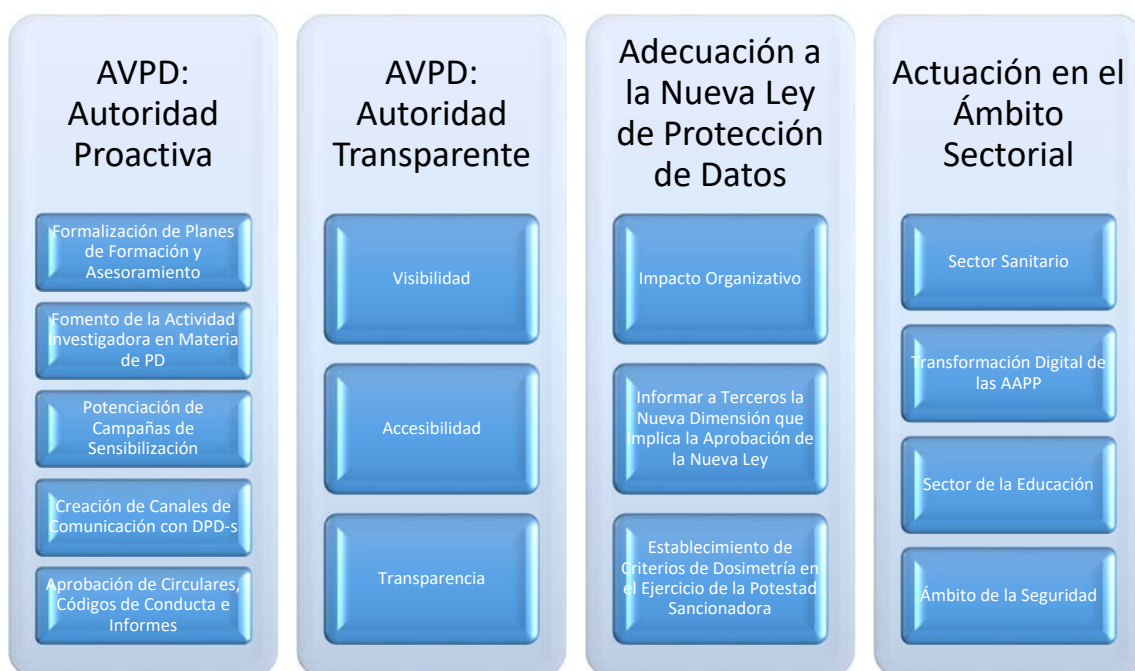 AVPD:
Autoridad
Proactiva
Formalización de Planes
de Formación y
Asesoramiento
Fomento de la Actividad
Investigadora en Materia
de PD
Potenciación de
Campañas de
Sensibilización
Creación de Canales de
Comunicación con DPD-s
Aprobación de Circulares,
Códigos de Conducta e
Informes
AVPD:
Autoridad
Transparente
Visibilidad
Accesibilidad
Transparencia
Adecuación a
la Nueva Ley
de Protección
de Datos
Impacto Organizativo
Informar a Terceros la
Nueva Dimensión que
Implica la Aprobación de
la Nueva Ley
Establecimiento de
Criterios de Dosimetría en
el Ejercicio de la Potestad
Sancionadora
Actuación en el
Ámbito
Sectorial
Sector Sanitario
Transformación Digital de
las AAPP
Sector de la Educación
Ámbito de la Seguridad